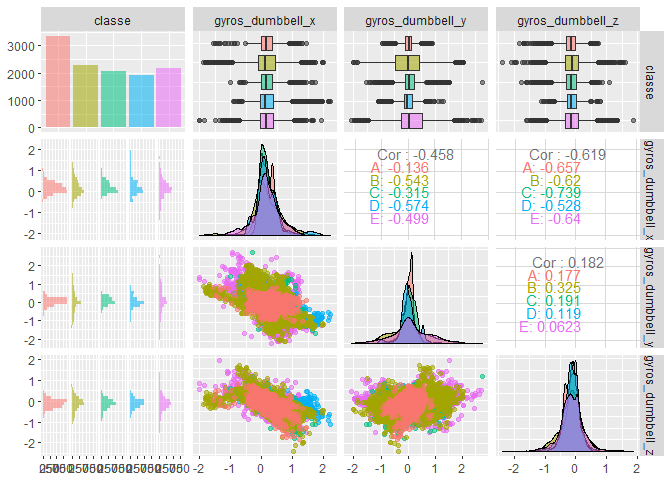 classe
gyros_dumbbell_x
gyros_dumbbell_y
gyros_dumbbell_z
3000
2000
1000
0
classe
2
1
0
-1
-2
Cor : -0.458
A: -0.136
B: -0.543
C: -0.315
D: -0.574
E: -0.499
Cor : -0.619
A: -0.657
B: -0.62
C: -0.739
D: -0.528
E: -0.64
gyros_dumbbell_x
2
1
0
-1
-2
Cor : 0.182
A: 0.177
B: 0.325
C: 0.191
D: 0.119
E: 0.0623
gyros_dumbbell_y
2
1
0
-1
-2
gyros_dumbbell_z
-2 -1 0 1 2
-2 -1 0 1 2
-2 -1 0 1 2